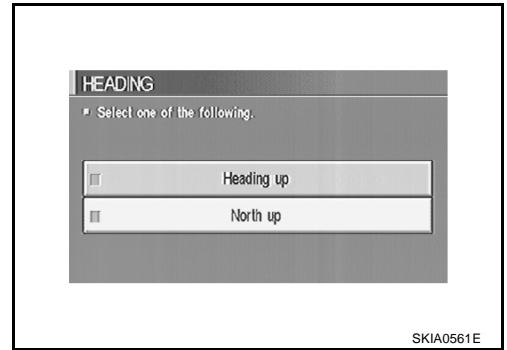 HEADING
Select one of the following.
Heading up
North up
SKIA0561E